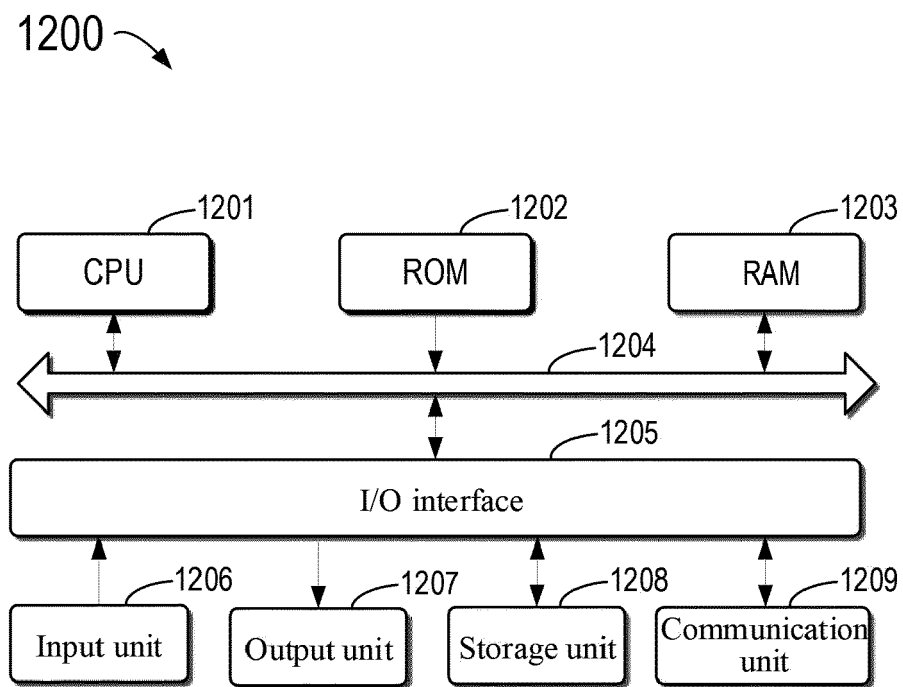 1200
1201
1202
1203
CPU
ROM
RAM
1204
1205
I/O interface
1206
1207
1208
1209
Input unit
Output unit
Storage unit
Communication
unit